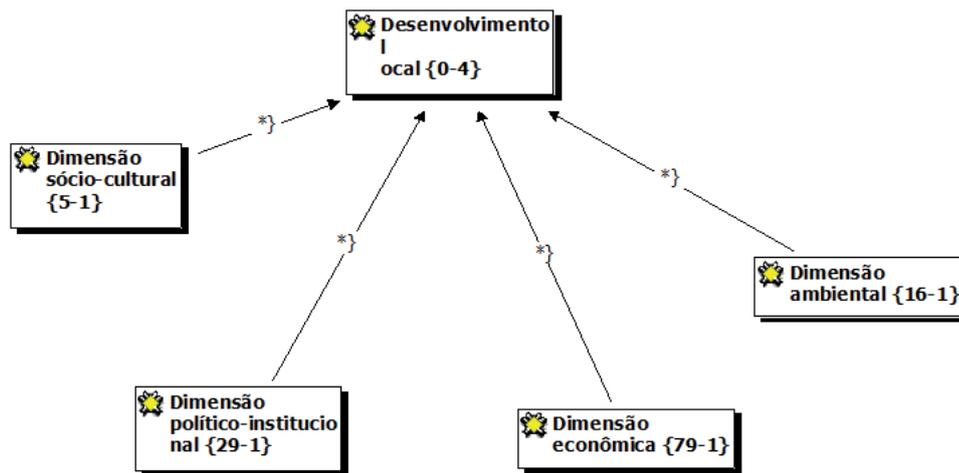 Desenvolvimento
l
ocal {0-4}
*}
Dimensão
sócio-cultural
{5-1}
*}
*}
*}
Dimensão
ambiental {16-1}
Dimensão
político-institucio
nal {29-1}
Dimensão
econômica {79-1}